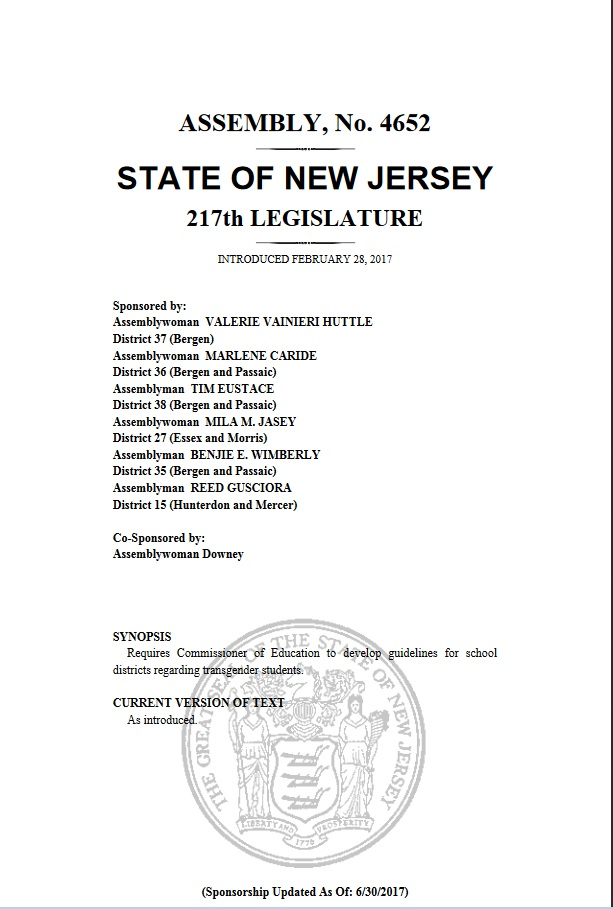 ASSEMBLY, No. 4652
STATE OF NEW JERSEY
217th LEGISLATURE
INTRODUCED FEBRUARY 28, 2017
Sponsored by:
Assemblywoman VALERIE VAINIERI HUTTLE
District 37 (Bergen)
Assemblywoman MARLENE CARIDE
District 36 (Bergen and Passaic)
Assemblyman TIM EUSTACE
District 38 (Bergen and Passaic)
Assemblywoman MILA M. JASEY
District 27 (Essex and Morris)
Assemblyman BENJIE E. WIMBERLY
District 35 (Bergen and Passaic)
Assemblyman REED GUSCIORA
District 15 (Hunterdon and Mercer)
Co-Sponsored by:
Assemblywoman Downey
SYNOPSIS
Requires Commissioner of Education to develop guidelines for school
districts regarding transgender students.
CURRENT VERSION OF TEXT
As introduced.
THE GREAT SEAL OF THE STATE OF NEW JERSEY
LIBERTY AND PROSPERITY
1776
(Sponsorship Updated As Of: 6/30/2017)